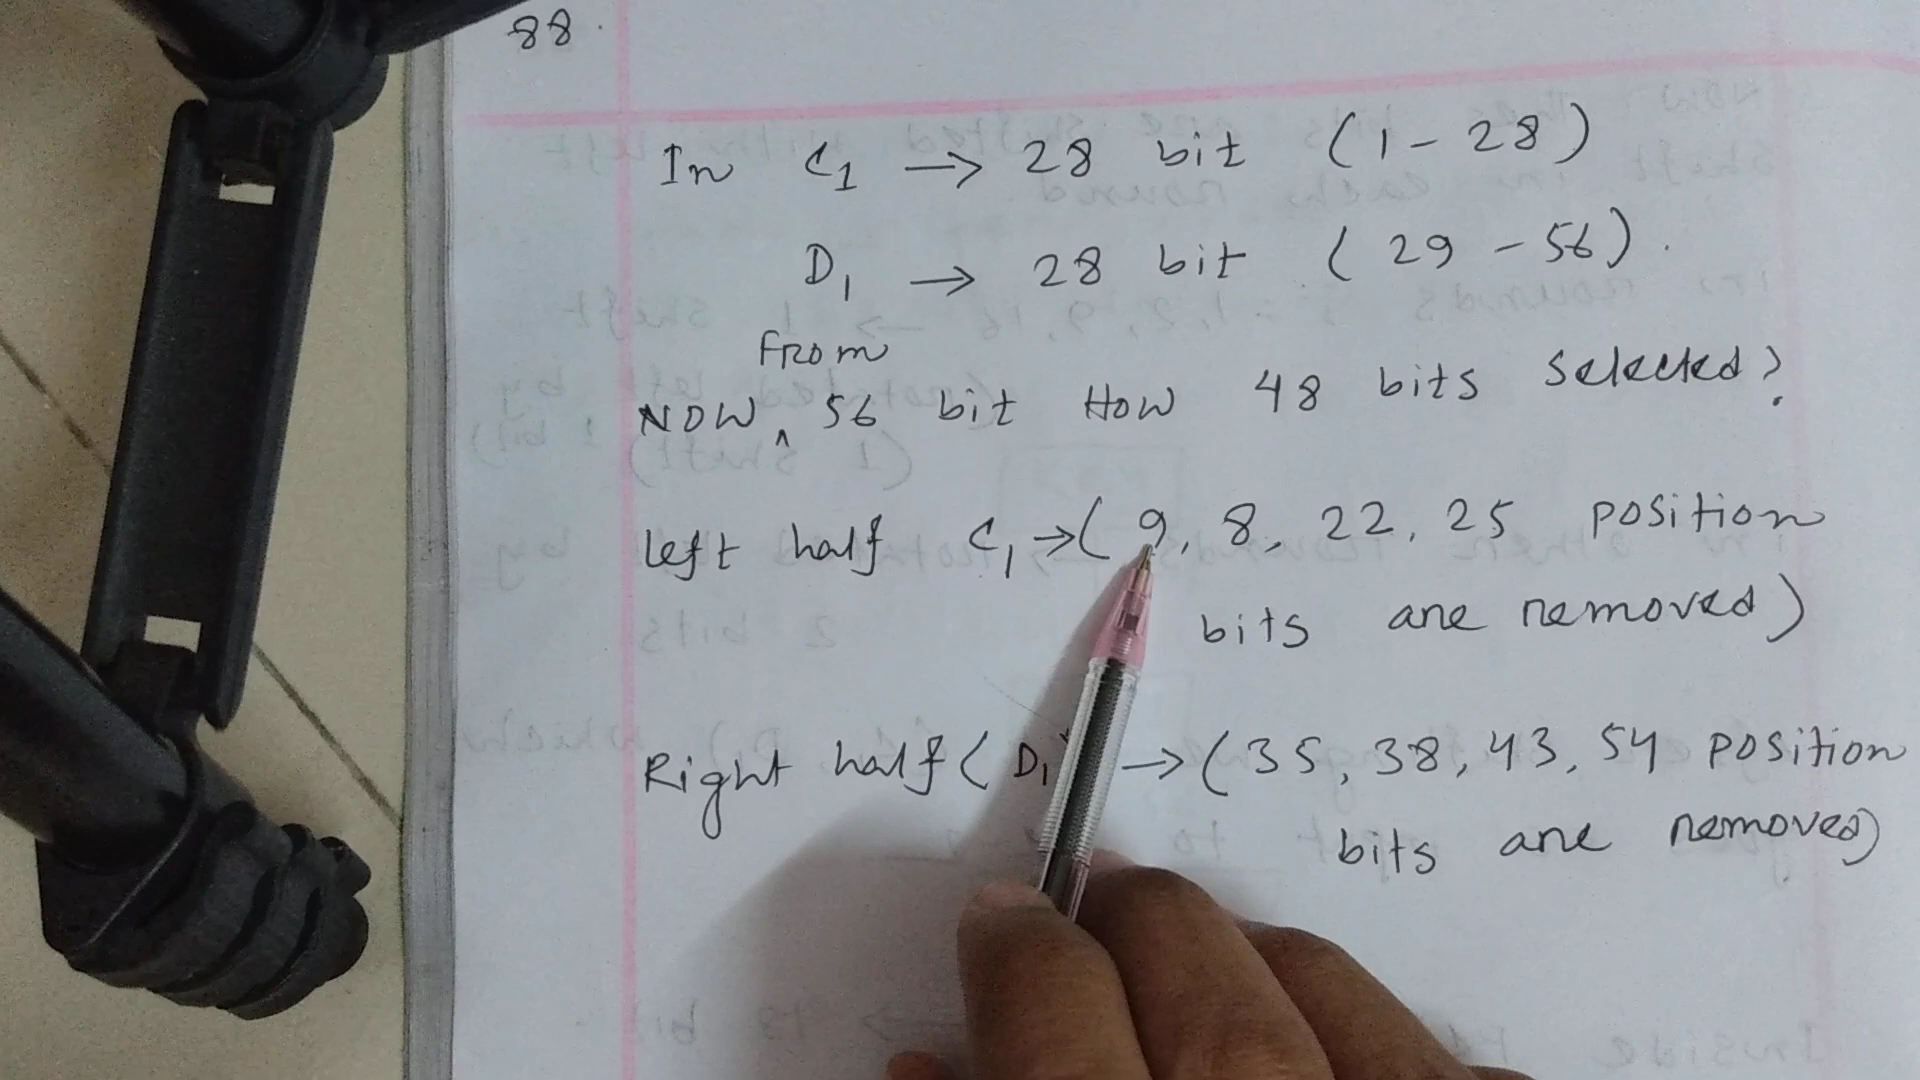 88.
In C1 → 28 bit (1 - 28)
D1 → 28 bit (29 - 56).
From
NOW ^ 56 bit How 48 bits selected?
left half C1 → (9, 8, 22, 25 position
bits are removed)
Right half (D1 → (35, 38, 43, 54 position
bits are removed)